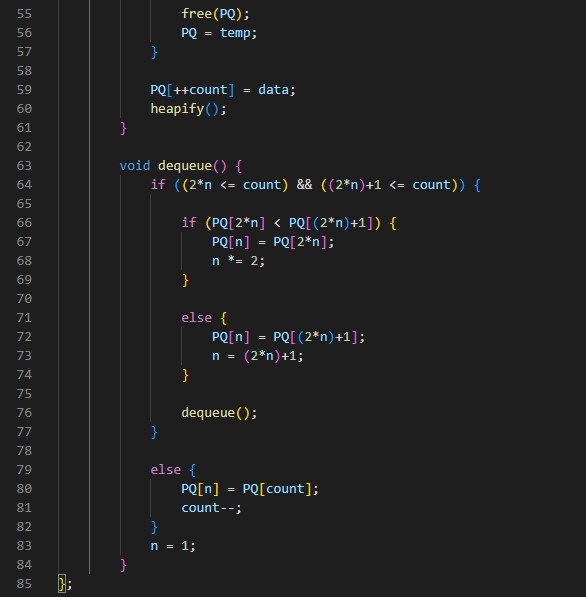 55 free(PQ);
56 PQ = temp;
57 }
58
59 PQ[++count] = data;
60 heapify();
61 }
62
63 void dequeue() {
64 if ((2*n <= count) && ((2*n)+1 <= count)) {
65
66 if (PQ[2*n] < PQ[(2*n)+1]) {
67 PQ[n] = PQ[2*n];
68 n *= 2;
69 }
70
71 else {
72 PQ[n] = PQ[(2*n)+1];
73 n = (2*n)+1;
74 }
75
76 dequeue();
77 }
78
79 else {
80 PQ[n] = PQ[count];
81 count--;
82 }
83 n = 1;
84 }
85 };